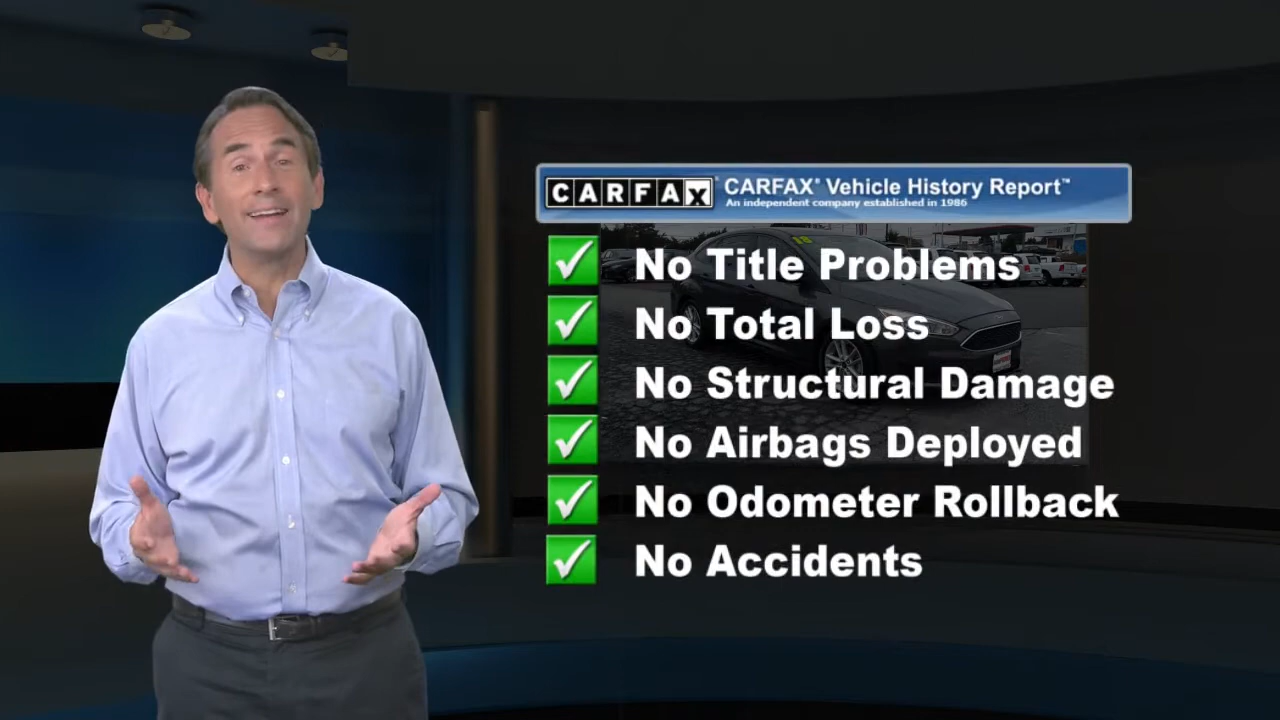 CARFAX® CARFAX® Vehicle History Report™
An independent company established in 1986
No Title Problems
No Total Loss
No Structural Damage
No Airbags Deployed
No Odometer Rollback
No Accidents